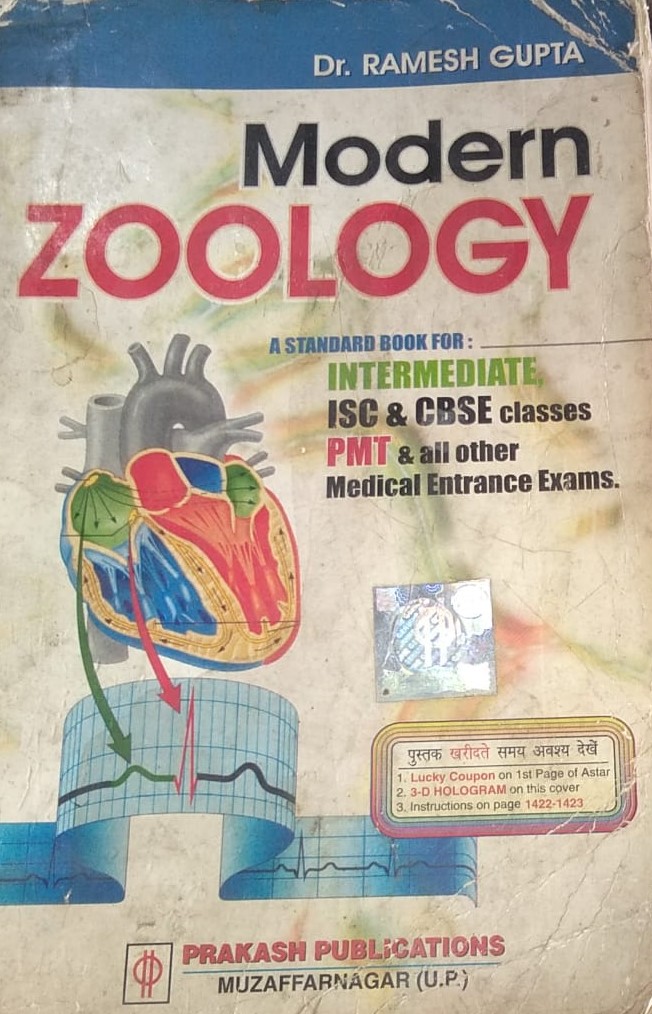 Dr. RAMESH GUPTA
Modern
ZOOLOGY
A STANDARD BOOK FOR :
INTERMEDIATE,
ISC & CBSE classes
PMT & all other
Medical Entrance Exams.
पुस्तक खरीदते समय अवश्य देखें
1. Lucky Coupon on 1st Page of Astar
2. 3-D HOLOGRAM on this cover
3. Instructions on page 1422-1423
PRAKASH PUBLICATIONS
MUZAFFARNAGAR (U.P.)